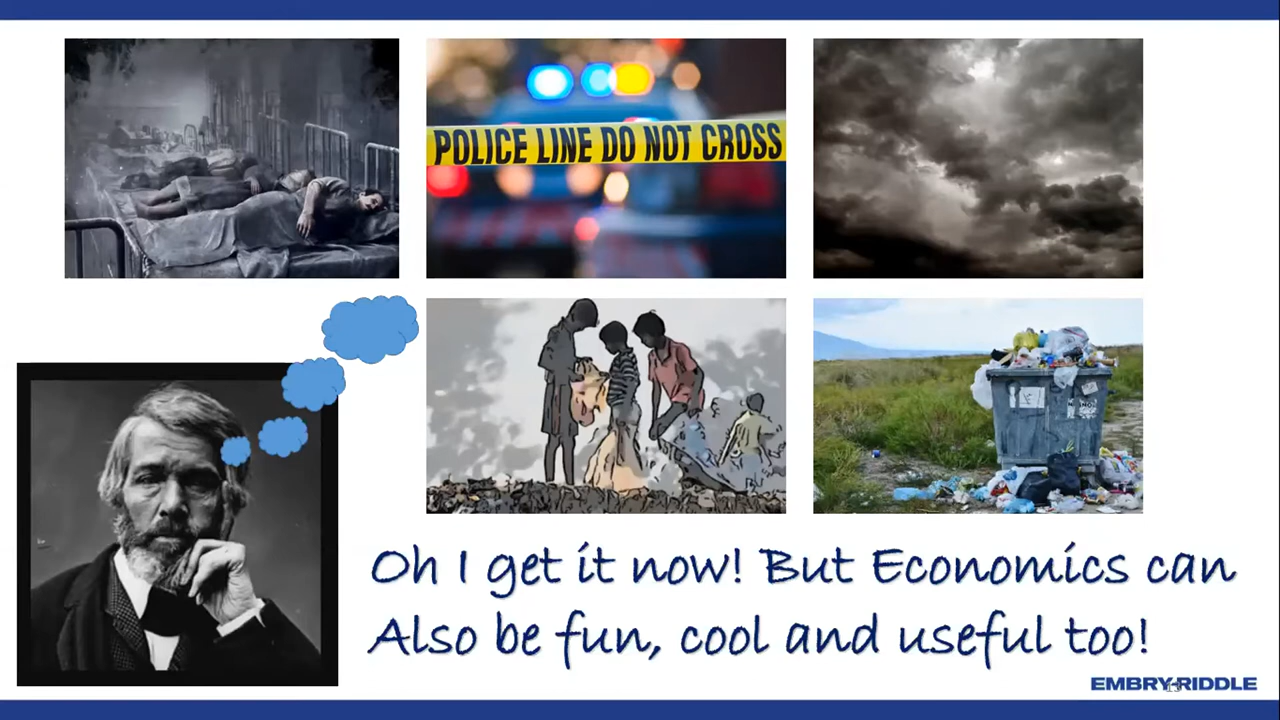 POLICE LINE DO NOT CROSS
Oh I get it now! But Economics can
Also be fun, cool and useful too!
EMBRY-RIDDLE